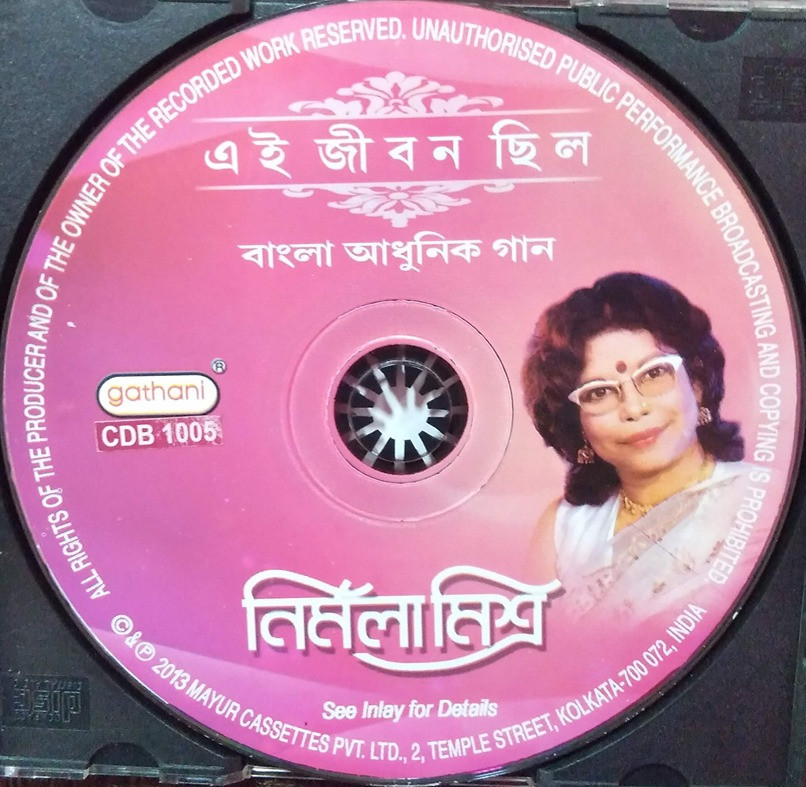 ALL RIGHTS OF THE PRODUCER AND OF THE OWNER OF THE RECORDED WORK RESERVED. UNAUTHORISED PUBLIC PERFORMANCE BROADCASTING AND COPYING IS PROHIBITED
এই জীবন ছিল
বাংলা আধুনিক গান
gathani ®
CDB 1005
নির্মলা মিশ্র
See Inlay for Details
© & ℗ 2013 MAYUR CASSETTES PVT. LTD., 2, TEMPLE STREET, KOLKATA-700 072, INDIA